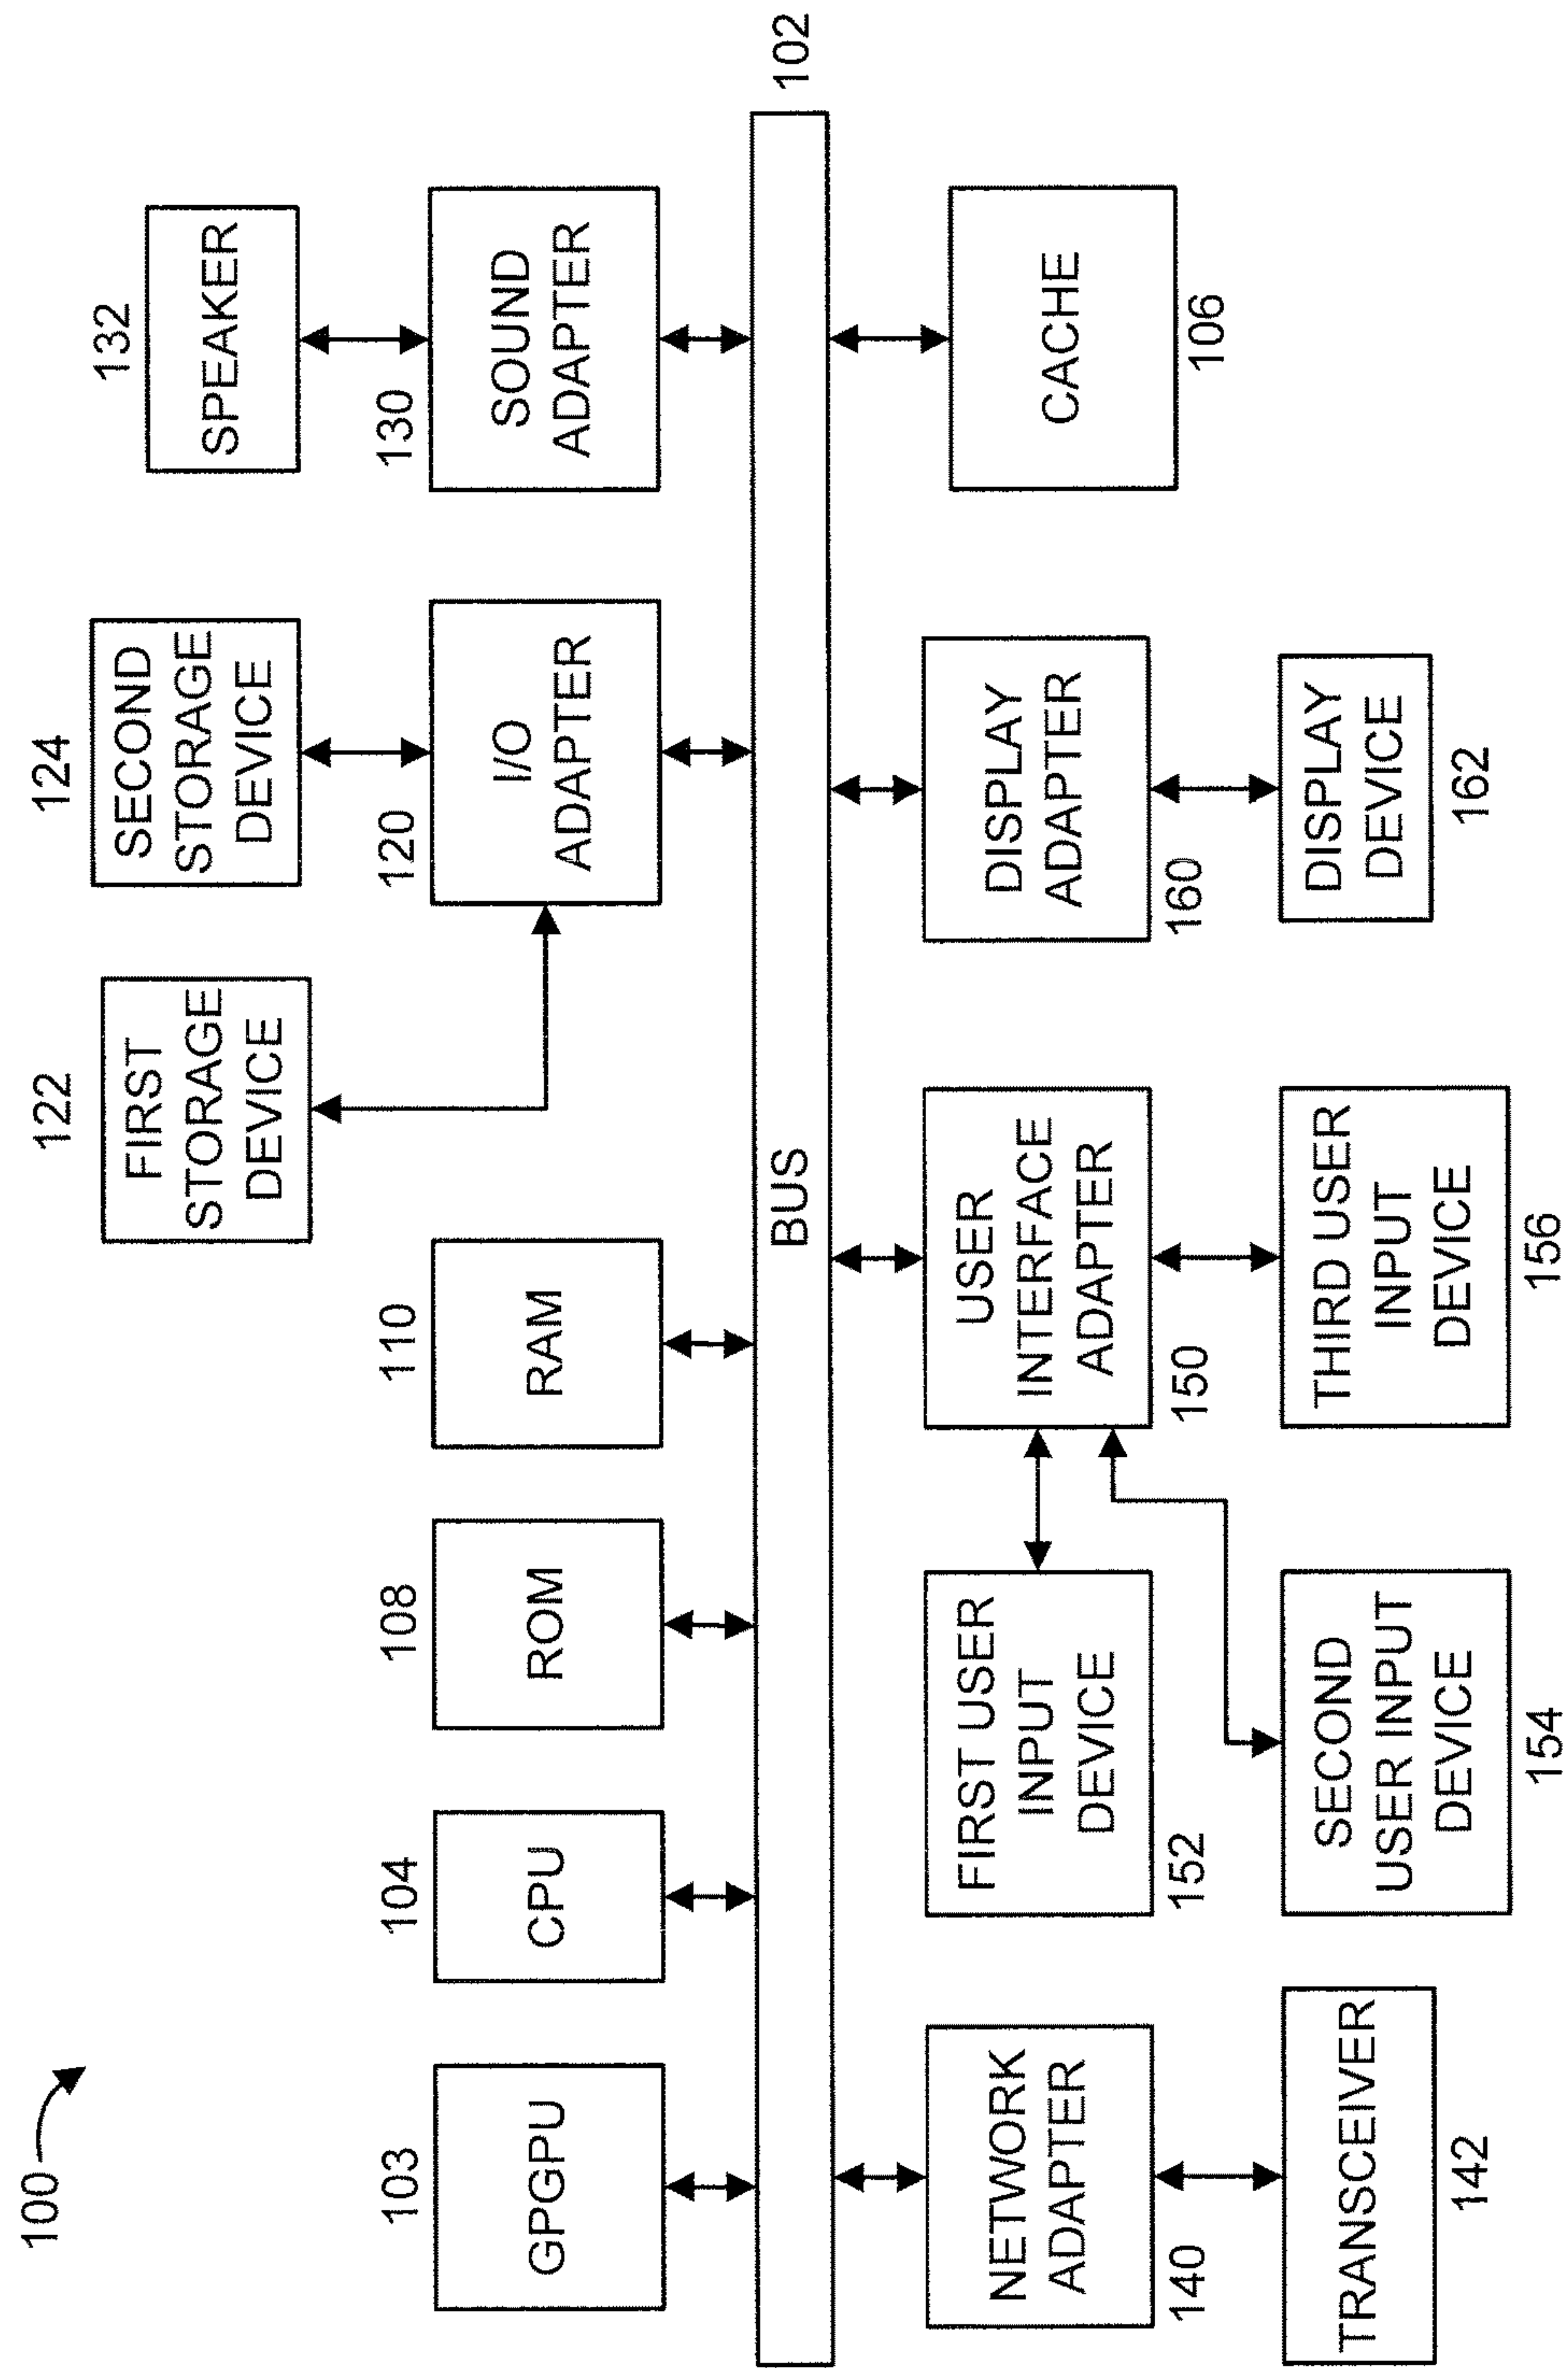 100
122
FIRST
STORAGE
DEVICE
124
SECOND
STORAGE
DEVICE
132
SPEAKER
103
GPGPU
104
CPU
108
ROM
110
RAM
120
I/O
ADAPTER
130
SOUND
ADAPTER
BUS
102
NETWORK
ADAPTER
140
FIRST USER
INPUT
DEVICE
152
USER
INTERFACE
ADAPTER
150
DISPLAY
ADAPTER
160
CACHE
106
TRANSCEIVER
142
SECOND
USER INPUT
DEVICE
154
THIRD USER
INPUT
DEVICE
156
DISPLAY
DEVICE
162